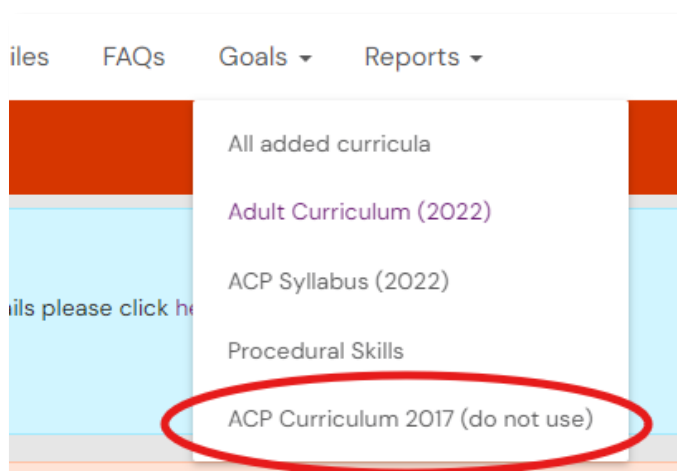 iles FAQs Goals Reports
All added curricula
Adult Curriculum (2022)
ACP Syllabus (2022)
ils please click he
Procedural Skills
ACP Curriculum 2017 (do not use)